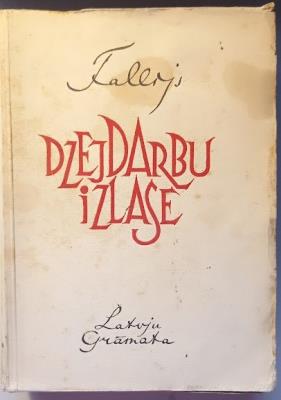 Fallijs
DZEJDARBU
IZLASE
Latvju
Grāmata